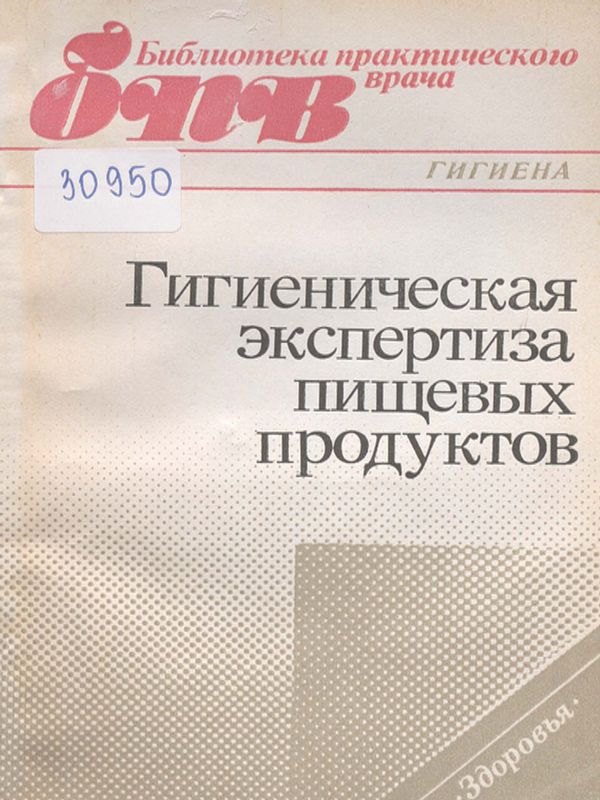 Библиотека практического
врача
бпв
ГИГИЕНА
30950
Гигиеническая
экспертиза
пищевых
продуктов
Здоровья·